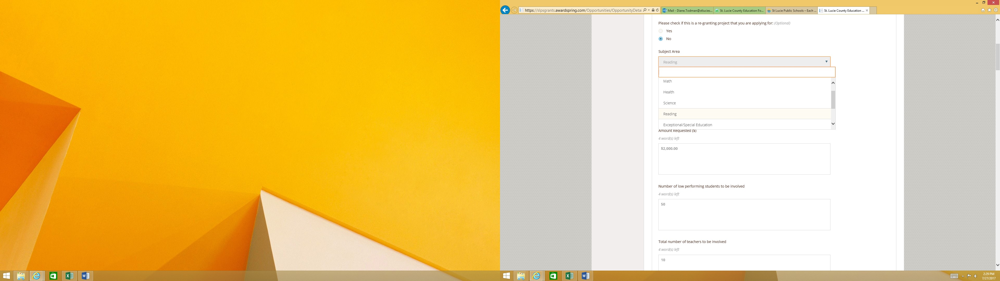 https://slpsgrants.awardspring.com/Opportunities/OpportunityDetai
Mail - Diane.Todman@stlucies...
St. Lucie County Education Fo...
St Lucie Public Schools – Each ...
St. Lucie County Education ...
Please check if this is a re-granting project that you are applying for: (Optional)
Yes
No
Subject Area
Reading
Math
Health
Science
Reading
Exceptional/Special Education
Amount Requested ($)
4 word(s) left
$2,000.00
Number of low performing students to be involved
4 word(s) left
50
Total number of teachers to be involved
4 word(s) left
10
2:29 PM
7/27/2017